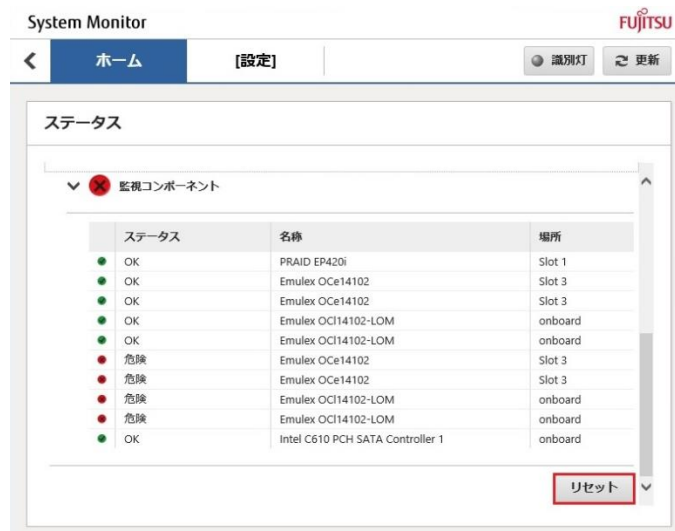 System Monitor
FUJITSU
ホーム [設定] 識別灯 更新
ステータス
監視コンポーネント
ステータス 名称 場所
OK PRAID EP420i Slot 1
OK Emulex OCe14102 Slot 3
OK Emulex OCe14102 Slot 3
OK Emulex OCl14102-LOM onboard
OK Emulex OCl14102-LOM onboard
危険 Emulex OCe14102 Slot 3
危険 Emulex OCe14102 Slot 3
危険 Emulex OCl14102-LOM onboard
危険 Emulex OCl14102-LOM onboard
OK Intel C610 PCH SATA Controller 1 onboard
リセット